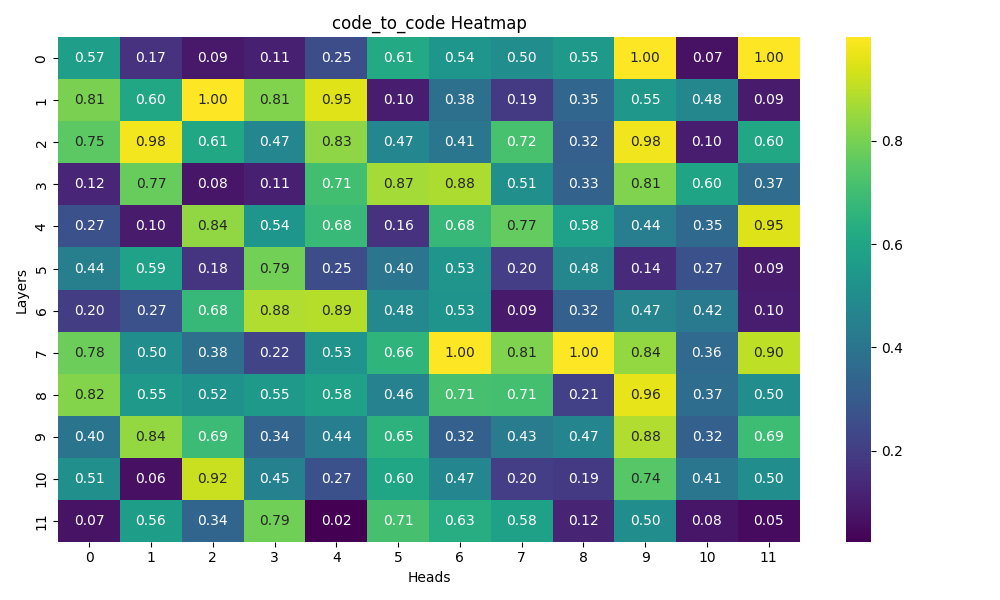 code_to_code Heatmap
0 0.57 0.17 0.09 0.11 0.25 0.61 0.54 0.50 0.55 1.00 0.07 1.00
1 0.81 0.60 1.00 0.81 0.95 0.10 0.38 0.19 0.35 0.55 0.48 0.09
2 0.75 0.98 0.61 0.47 0.83 0.47 0.41 0.72 0.32 0.98 0.10 0.60
3 0.12 0.77 0.08 0.11 0.71 0.87 0.88 0.51 0.33 0.81 0.60 0.37
4 0.27 0.10 0.84 0.54 0.68 0.16 0.68 0.77 0.58 0.44 0.35 0.95
5 0.44 0.59 0.18 0.79 0.25 0.40 0.53 0.20 0.48 0.14 0.27 0.09
6 0.20 0.27 0.68 0.88 0.89 0.48 0.53 0.09 0.32 0.47 0.42 0.10
7 0.78 0.50 0.38 0.22 0.53 0.66 1.00 0.81 1.00 0.84 0.36 0.90
8 0.82 0.55 0.52 0.55 0.58 0.46 0.71 0.71 0.21 0.96 0.37 0.50
9 0.40 0.84 0.69 0.34 0.44 0.65 0.32 0.43 0.47 0.88 0.32 0.69
10 0.51 0.06 0.92 0.45 0.27 0.60 0.47 0.20 0.19 0.74 0.41 0.50
11 0.07 0.56 0.34 0.79 0.02 0.71 0.63 0.58 0.12 0.50 0.08 0.05
0 1 2 3 4 5 6 7 8 9 10 11
Heads
Layers
0.8
0.6
0.4
0.2